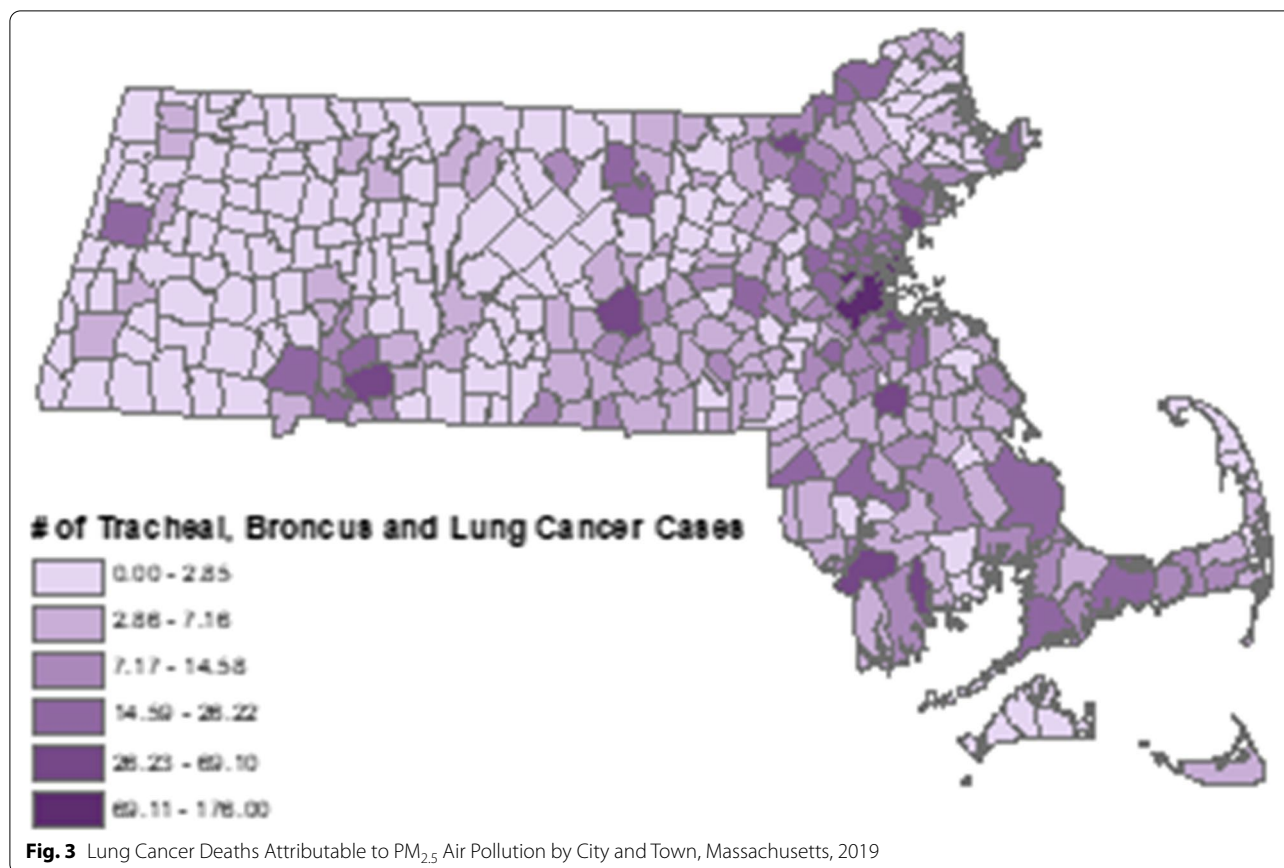 # of Tracheal, Broncus and Lung Cancer Cases
0.00 - 2.85
2.86 - 7.16
7.17 - 14.58
14.59 - 26.22
26.23 - 69.10
69.11 - 176.00
Fig. 3 Lung Cancer Deaths Attributable to PM2.5 Air Pollution by City and Town, Massachusetts, 2019